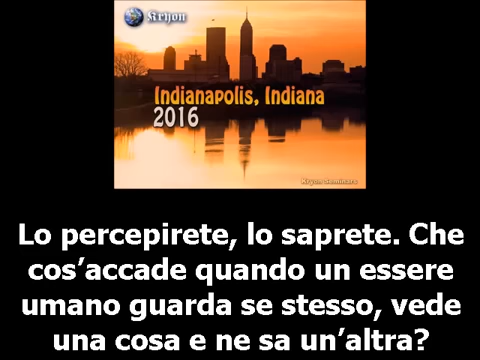 Kryon
Indianapolis, Indiana
2016
Kryon Seminars
Lo percepirete, lo saprete. Che
cos’accade quando un essere
umano guarda se stesso, vede
una cosa e ne sa un’altra?